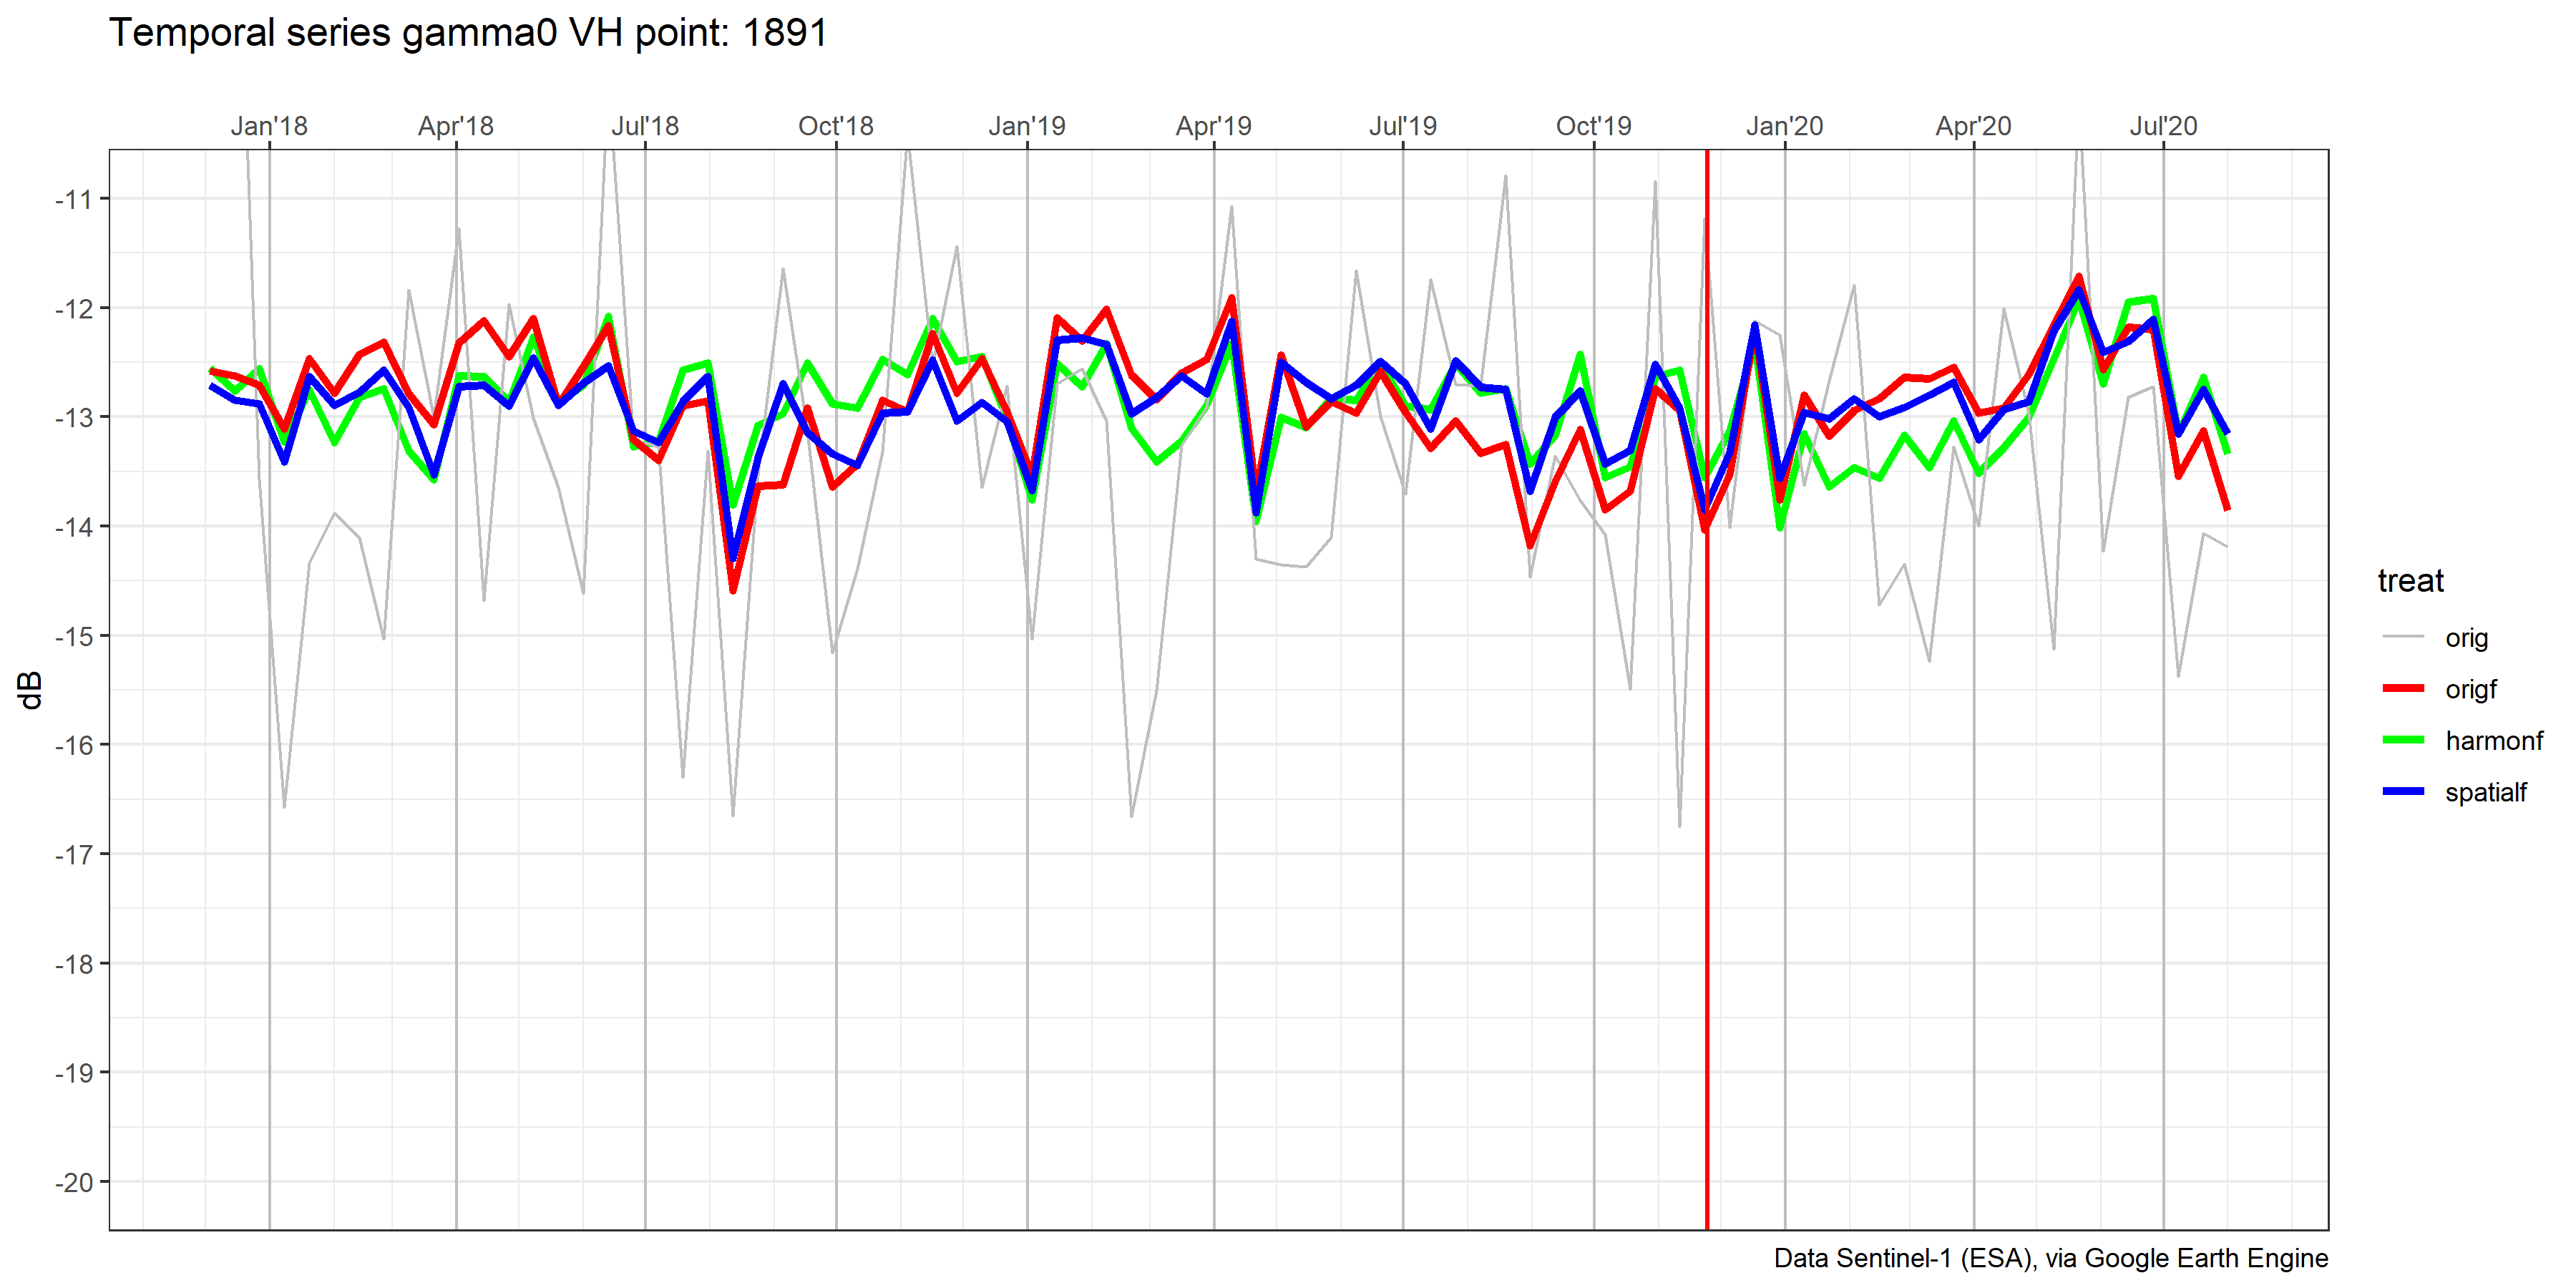 Temporal series gamma0 VH point: 1891
Jan'18 Apr'18 Jul'18 Oct'18 Jan'19 Apr'19 Jul'19 Oct'19 Jan'20 Apr'20 Jul'20
-11
-12
-13
-14
-15
-16
-17
-18
-19
-20
dB
treat
orig
origf
harmonf
spatialf
Data Sentinel-1 (ESA), via Google Earth Engine